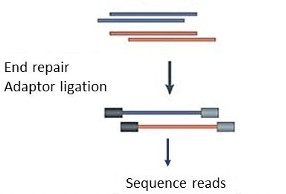 End repair
Adaptor ligation
Sequence reads